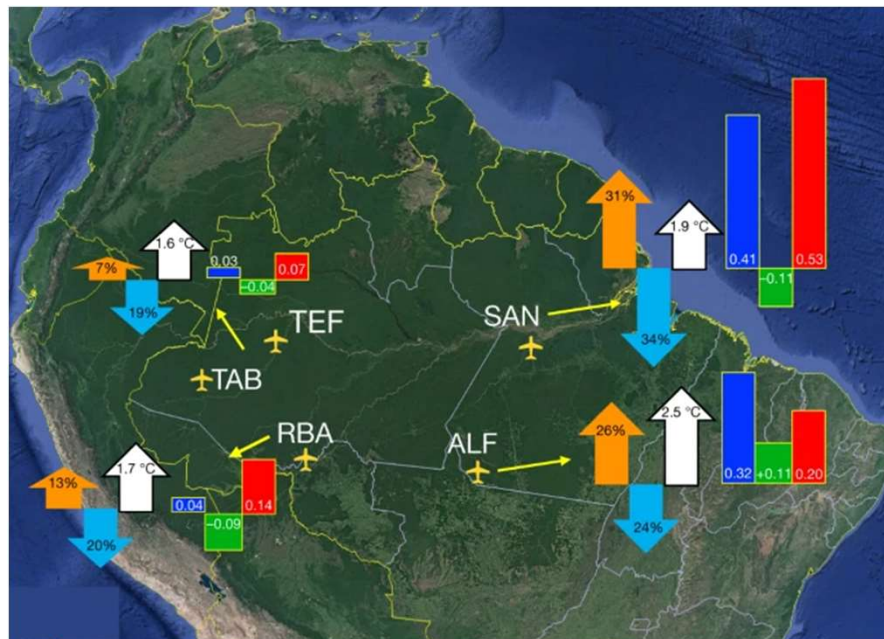 31%
1.9 °C
0.41
−0.11
0.53
34%
SAN
1.6 °C
7%
19%
0.03
−0.04
0.07
TEF
TAB
RBA
ALF
26%
2.5 °C
24%
0.32
+0.11
0.20
13%
1.7 °C
20%
0.04
−0.09
0.14